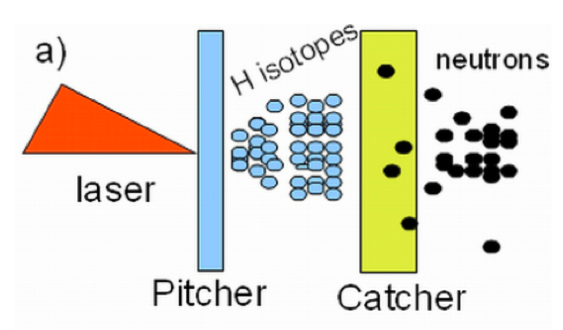 a)
H isotopes
neutrons
laser
Pitcher
Catcher